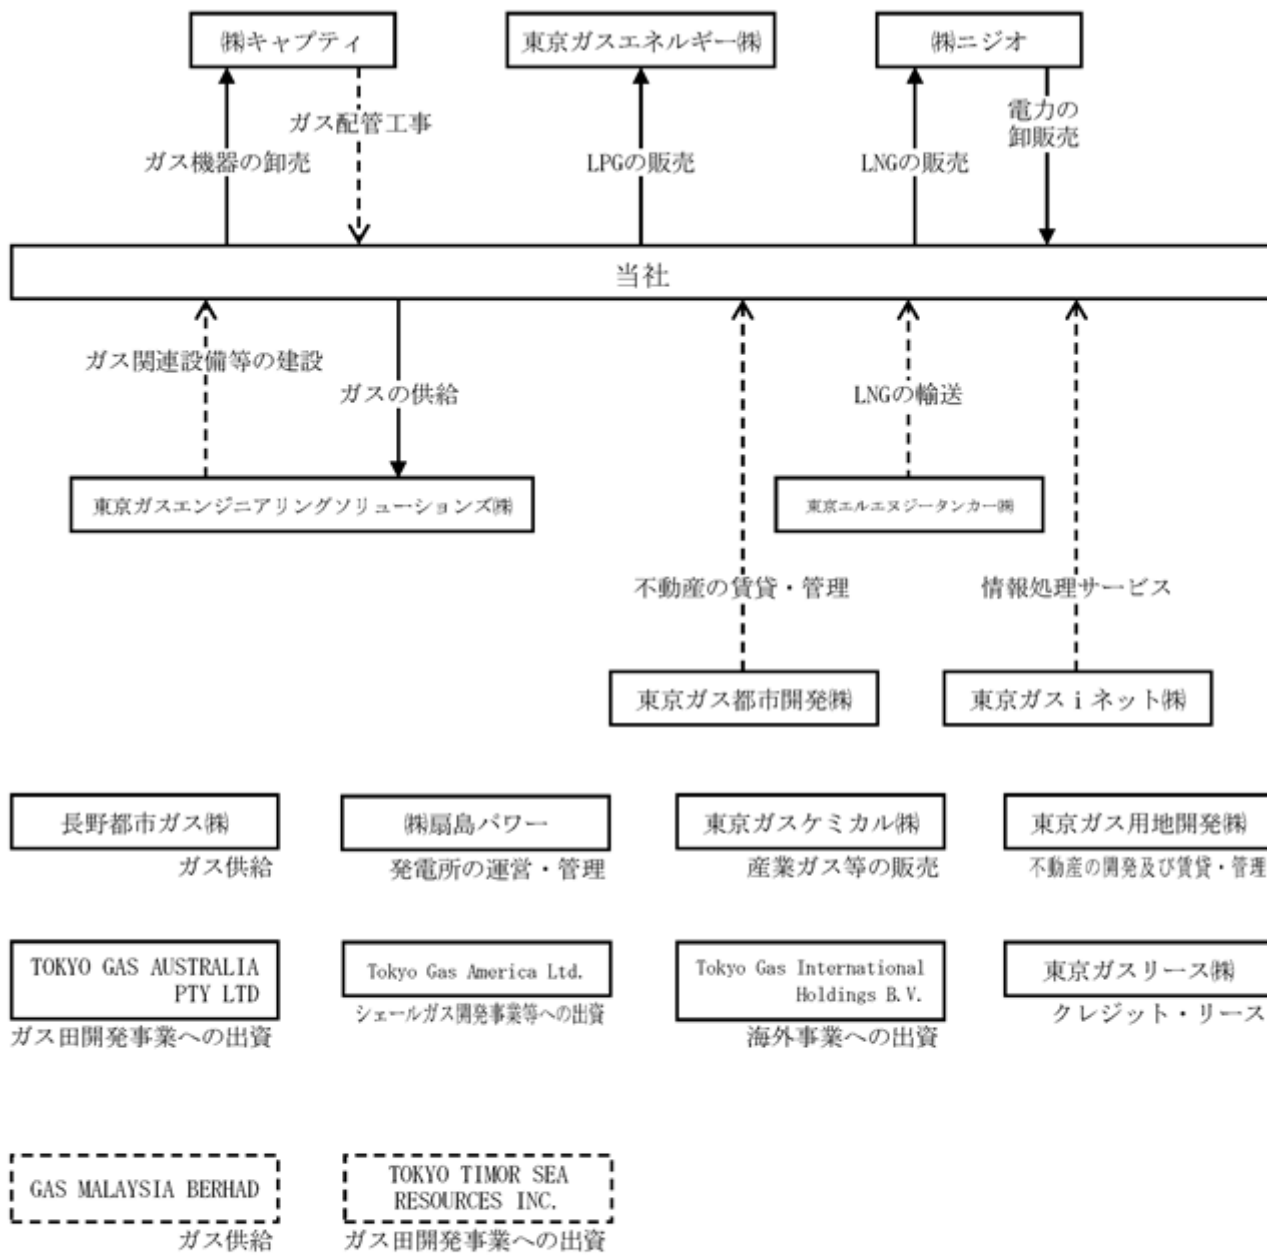 ㈱キャプティ
東京ガスエネルギー㈱
㈱ニジオ
ガス配管工事
電力の
卸販売
ガス機器の卸売
LPGの販売
LNGの販売
当社
ガス関連設備等の建設
ガスの供給
LNGの輸送
東京ガスエンジニアリングソリューションズ㈱
東京エルエヌジータンカー㈱
不動産の賃貸・管理
情報処理サービス
東京ガス都市開発㈱
東京ガスｉネット㈱
長野都市ガス㈱
㈱扇島パワー
東京ガスケミカル㈱
東京ガス用地開発㈱
ガス供給
発電所の運営・管理
産業ガス等の販売
不動産の開発及び賃貸・管理
TOKYO GAS AUSTRALIA
PTY LTD
Tokyo Gas America Ltd.
Tokyo Gas International
Holdings B.V.
東京ガスリース㈱
ガス田開発事業への出資
シェールガス開発事業等への出資
海外事業への出資
クレジット・リース
GAS MALAYSIA BERHAD
TOKYO TIMOR SEA
RESOURCES INC.
ガス供給
ガス田開発事業への出資